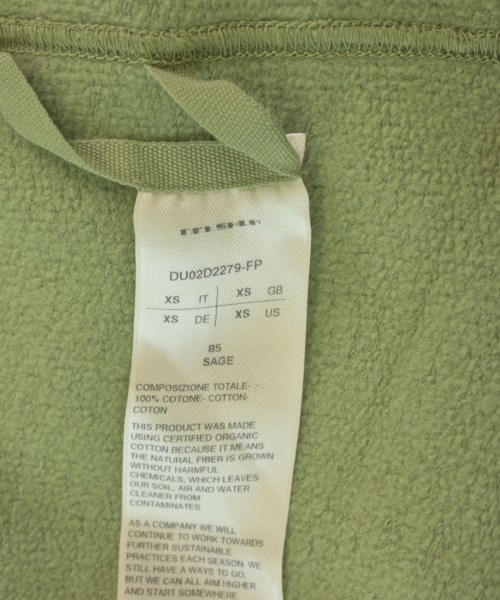 DRKSHDW
DU02D2279-FP
XS IT XS GB
XS DE XS US
85
SAGE
COMPOSIZIONE TOTALE- -
100% COTONE- COTTON-
COTON
THIS PRODUCT WAS MADE
USING CERTIFIED ORGANIC
COTTON BECAUSE IT MEANS
THE NATURAL FIBER IS GROWN
WITHOUT HARMFUL
CHEMICALS, WHICH LEAVES
OUR SOIL, AIR AND WATER
CLEANER FROM
CONTAMINATES.
AS A COMPANY WE WILL
CONTINUE TO WORK TOWARDS
FURTHER SUSTAINABLE
PRACTICES EACH SEASON. WE
STILL HAVE A WAYS TO GO,
BUT WE CAN ALL AIM HIGHER
AND START SOMEWHERE